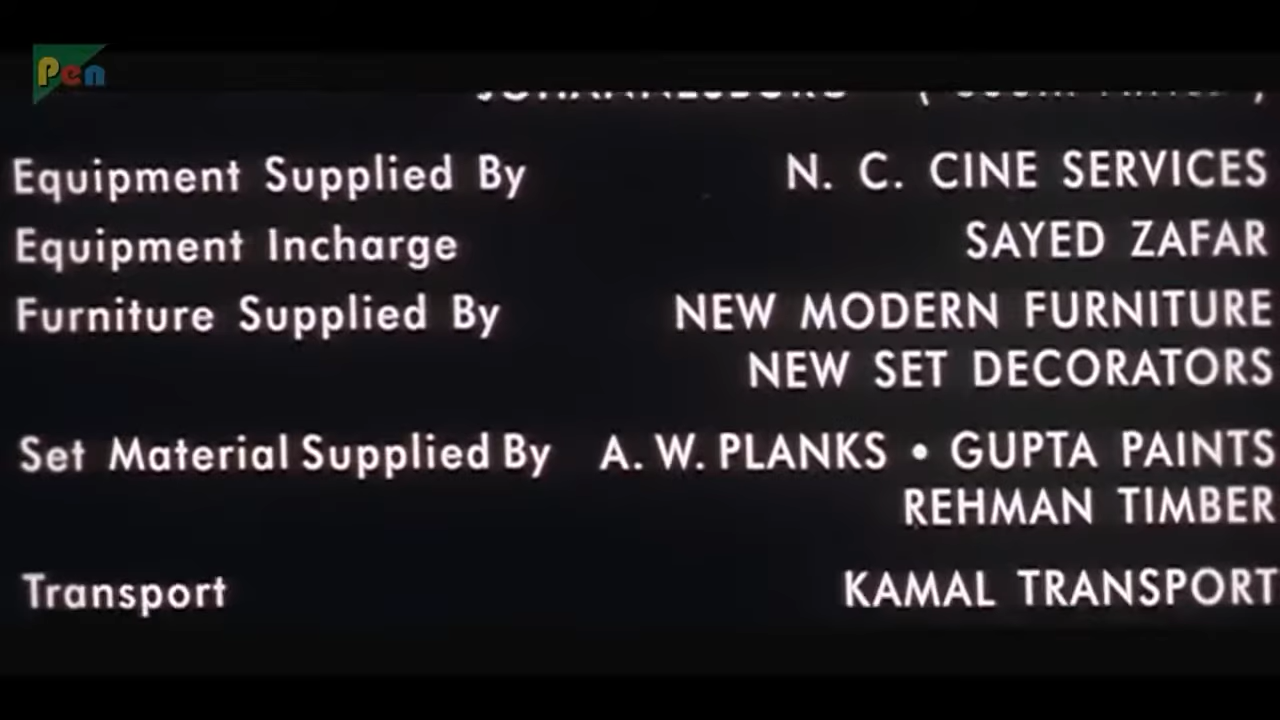 Pen
JOHANNESBURG
Equipment Supplied By N. C. CINE SERVICES
Equipment Incharge SAYED ZAFAR
Furniture Supplied By NEW MODERN FURNITURE
NEW SET DECORATORS
Set Material Supplied By A. W. PLANKS • GUPTA PAINTS
REHMAN TIMBER
Transport KAMAL TRANSPORT